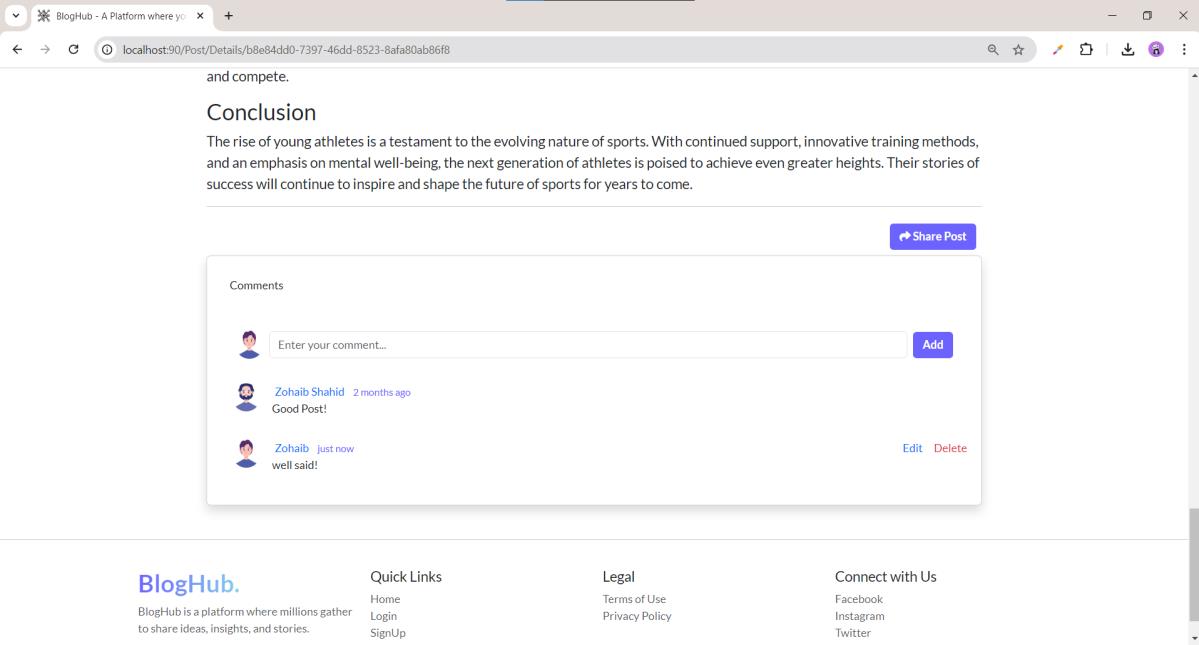 BlogHub - A Platform where yo
localhost:90/Post/Details/b8e84dd0-7397-46dd-8523-8afa80ab86f8
and compete.
Conclusion
The rise of young athletes is a testament to the evolving nature of sports. With continued support, innovative training methods,
and an emphasis on mental well-being, the next generation of athletes is poised to achieve even greater heights. Their stories of
success will continue to inspire and shape the future of sports for years to come.
Share Post
Comments
Enter your comment...
Add
Zohaib Shahid 2 months ago
Good Post!
Zohaib just now Edit Delete
well said!
BlogHub.
BlogHub is a platform where millions gather
to share ideas, insights, and stories.
Quick Links
Home
Login
SignUp
Legal
Terms of Use
Privacy Policy
Connect with Us
Facebook
Instagram
Twitter